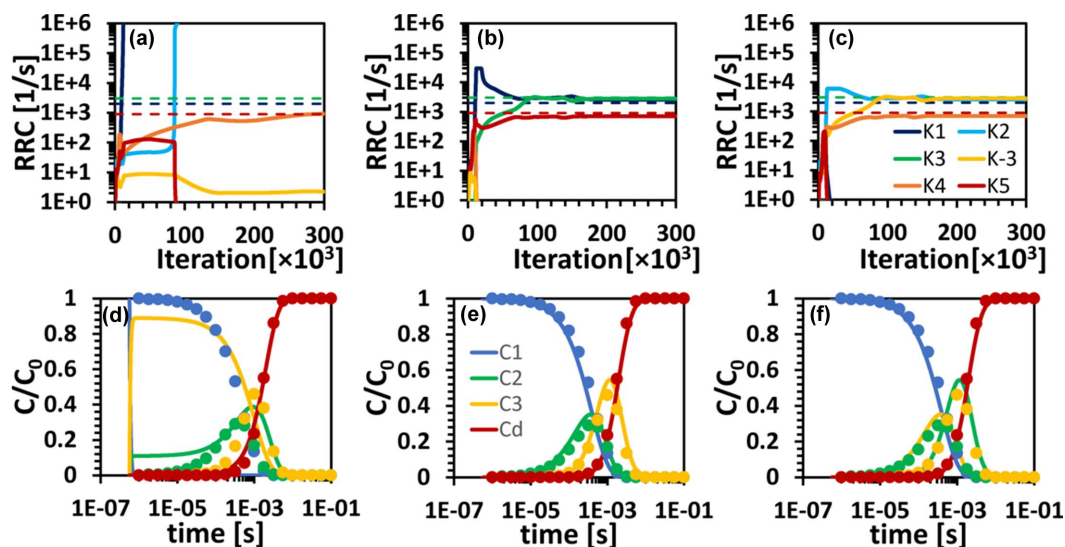 (a)
RRC [1/s]
1E+6
1E+5
1E+4
1E+3
1E+2
1E+1
1E+0
0 100 200 300
Iteration[×10³]
(b)
RRC [1/s]
1E+6
1E+5
1E+4
1E+3
1E+2
1E+1
1E+0
0 100 200 300
Iteration[×10³]
(c)
RRC [1/s]
1E+6
1E+5
1E+4
1E+3
1E+2
1E+1
1E+0
K1 K2
K3 K-3
K4 K5
0 100 200 300
Iteration[×10³]
(d)
C/C₀
1
0.8
0.6
0.4
0.2
0
1E-07 1E-05 1E-03 1E-01
time [s]
(e)
C/C₀
1
0.8
0.6
0.4
0.2
0
C1
C2
C3
Cd
1E-07 1E-05 1E-03 1E-01
time [s]
(f)
C/C₀
1
0.8
0.6
0.4
0.2
0
1E-07 1E-05 1E-03 1E-01
time [s]